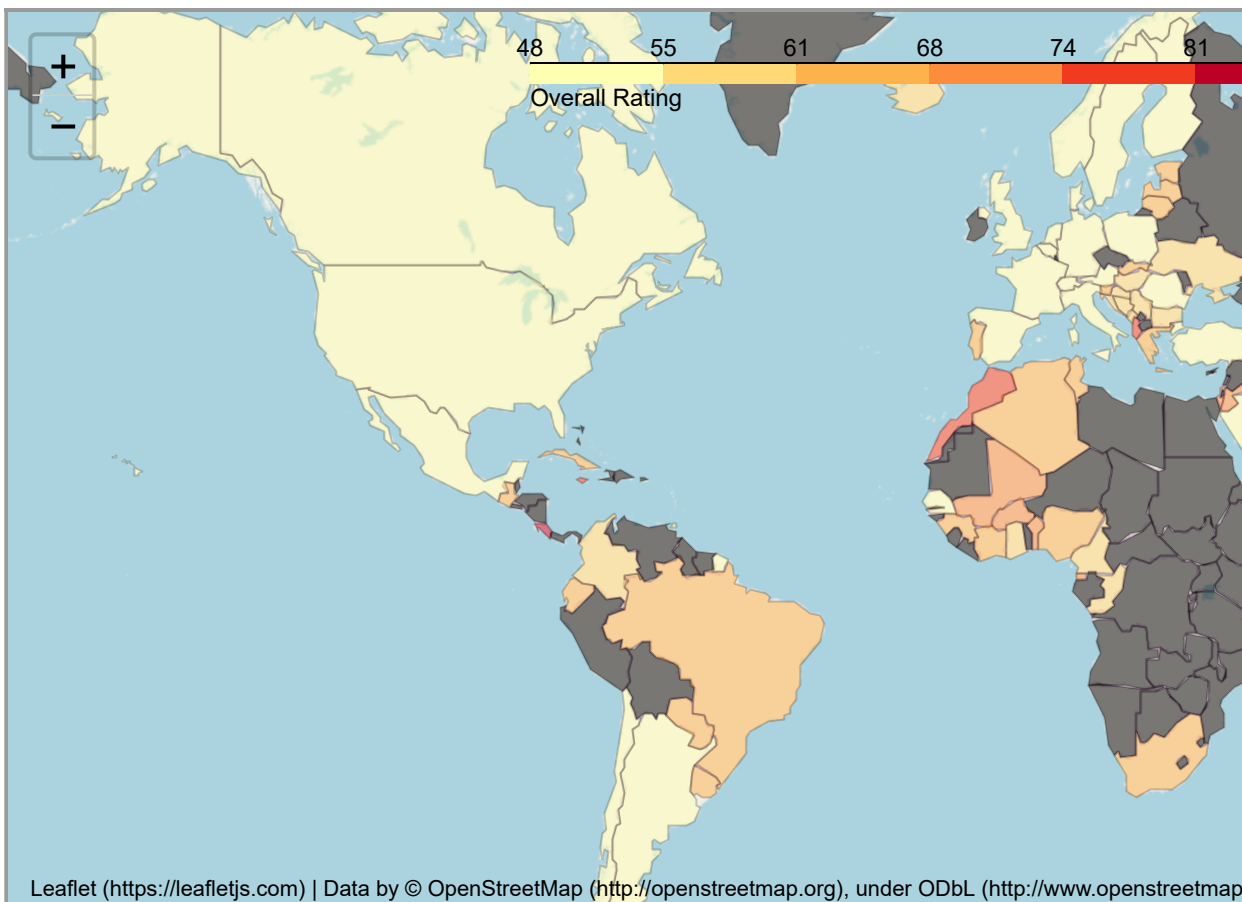 +
−
48 55 61 68 74 81
Overall Rating
Leaflet (https://leafletjs.com) | Data by © OpenStreetMap (http://openstreetmap.org), under ODbL (http://www.openstreetmap